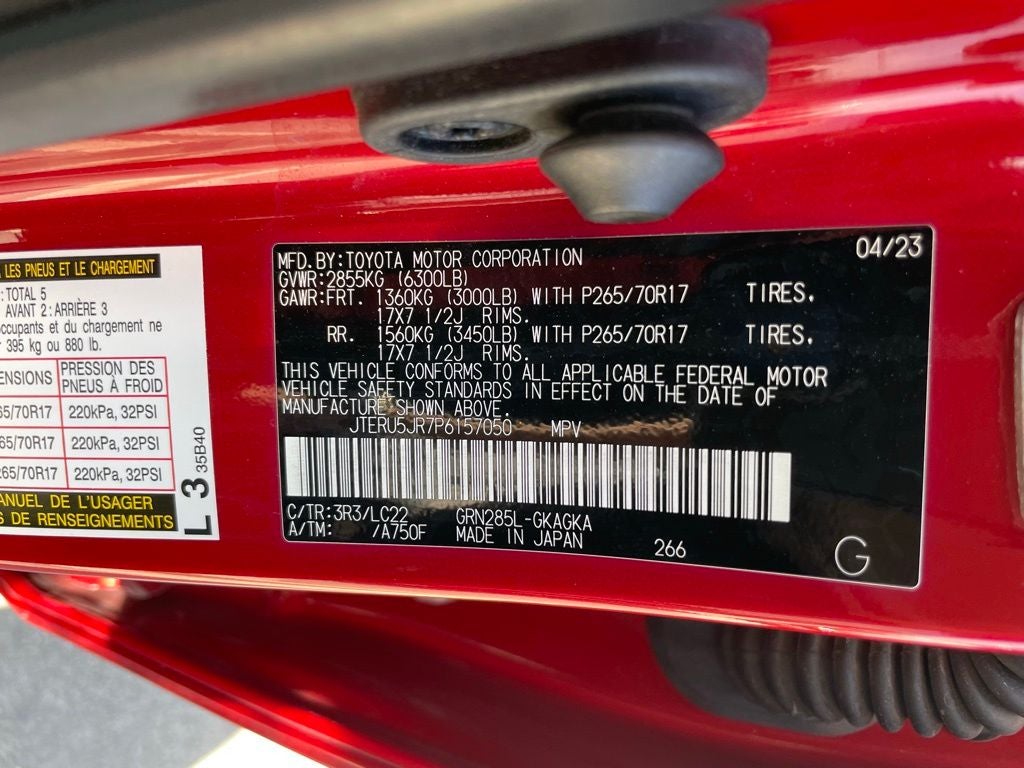 LES PNEUS ET LE CHARGEMENT
: TOTAL 5
AVANT 2: ARRIÈRE 3
occupants et du chargement ne
395 kg ou 880 lb.
PRESSION DES
PNEUS À FROID
65/70R17 220kPa, 32PSI
65/70R17 220kPa, 32PSI
265/70R17 220kPa, 32PSI
MANUEL DE L'USAGER
DE RENSEIGNEMENTS
L 3 35B40
04/23
MFD.BY:TOYOTA MOTOR CORPORATION
GVWR:2855KG (6300LB)
GAWR:FRT. 1360KG (3000LB) WITH P265/70R17 TIRES.
17X7 1/2J RIMS.
RR. 1560KG (3450LB) WITH P265/70R17 TIRES.
17X7 1/2J RIMS.
THIS VEHICLE CONFORMS TO ALL APPLICABLE FEDERAL MOTOR
VEHICLE SAFETY STANDARDS IN EFFECT ON THE DATE OF
MANUFACTURE SHOWN ABOVE.
JTERU5JR7P6157050 MPV
C/TR:3R3/LC22 GRN285L-GKAGKA
A/TM: /A750F MADE IN JAPAN 266
G